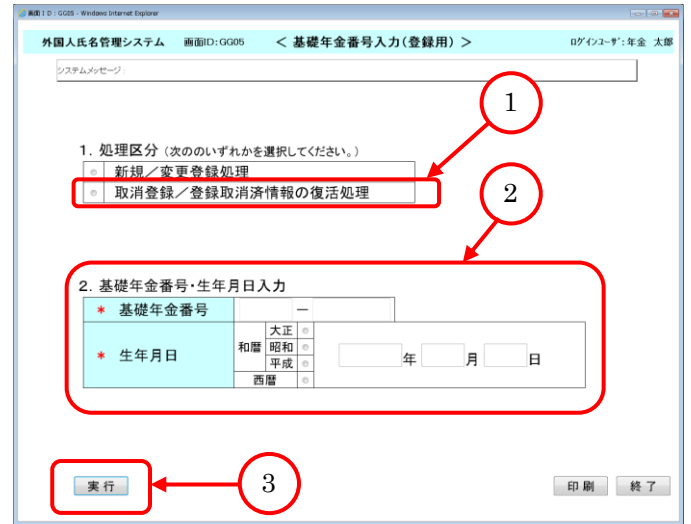 画面ID:GG05 - Windows Internet Explorer
外国人氏名管理システム 画面ID:GG05 ＜ 基礎年金番号入力(登録用) ＞ ログインユーザ:年金 太郎
システムメッセージ:
1
1. 処理区分 (次ののいずれかを選択してください。)
新規／変更登録処理
取消登録／登録取消済情報の復活処理
2
2. 基礎年金番号・生年月日入力
* 基礎年金番号 ―
* 生年月日 和暦 大正
昭和
平成
西暦
年 月 日
実行
3
印刷 終了